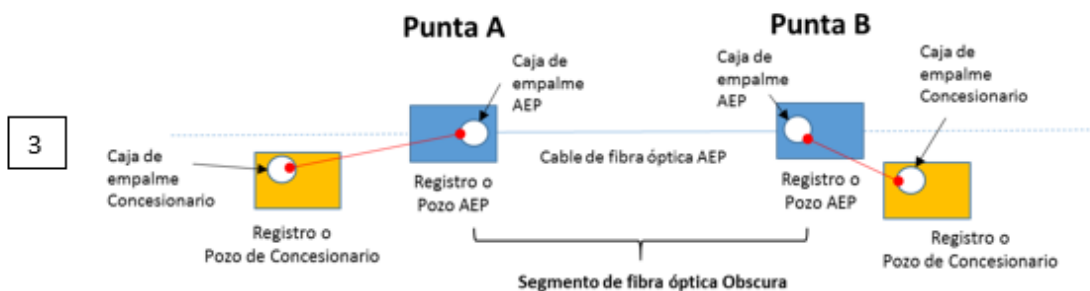 Punta A
Punta B
Caja de
empalme
AEP
Caja de
empalme
AEP
Caja de
empalme
Concesionario
3
Caja de
empalme
Concesionario
Cable de fibra óptica AEP
Registro o
Pozo AEP
Registro o
Pozo AEP
Registro o
Pozo de Concesionario
Registro o
Pozo de Concesionario
Segmento de fibra óptica Obscura